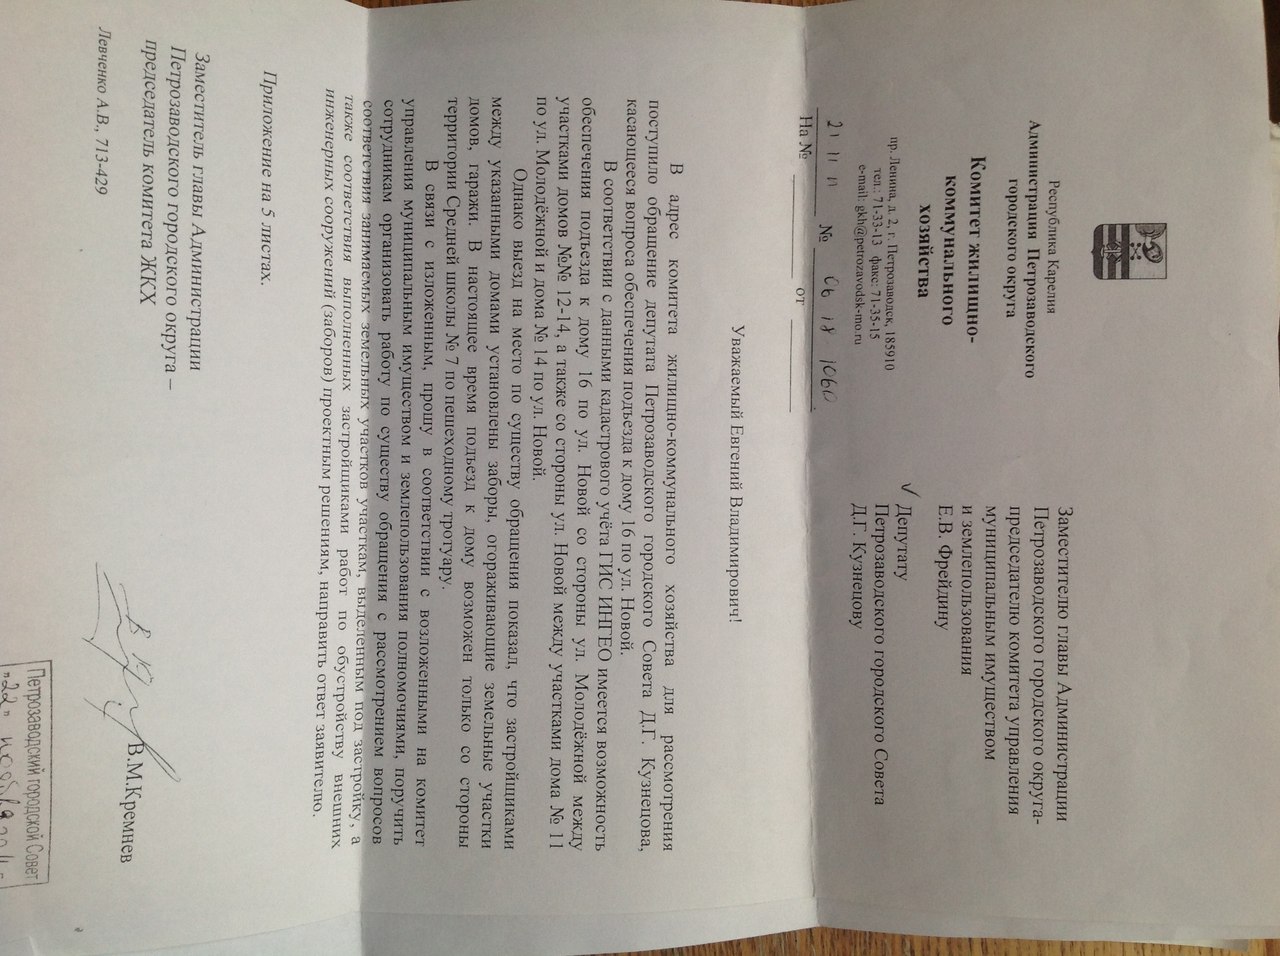 Республика Карелия
Администрация Петрозаводского
городского округа
Комитет жилищно-
коммунального
хозяйства
пр. Ленина, д. 2, г. Петрозаводск, 185910
тел.: 71-33-13 факс: 71-35-15
e-mail: gkh@petrozavodsk-mo.ru
21 11 11 № 06 18 1060
На № от
Заместителю главы Администрации
Петрозаводского городского округа-
председателю комитета управления
муниципальным имуществом
и землепользования
Е.В. Фрейдину
Депутату
Петрозаводского городского Совета
Д.Г. Кузнецову
Уважаемый Евгений Владимирович!
В адрес комитета жилищно-коммунального хозяйства для рассмотрения
поступило обращение депутата Петрозаводского городского Совета Д.Г. Кузнецова,
касающееся вопроса обеспечения подъезда к дому 16 по ул. Новой.
В соответствии с данными кадастрового учёта ГИС ИНГЕО имеется возможность
обеспечения подъезда к дому 16 по ул. Новой со стороны ул. Молодёжной между
участками домов №№ 12-14, а также со стороны ул. Новой между участками дома № 11
по ул. Молодёжной и дома № 14 по ул. Новой.
Однако выезд на место по существу обращения показал, что застройщиками
между указанными домами установлены заборы, огораживающие земельные участки
домов, гаражи. В настоящее время подъезд к дому возможен только со стороны
территории Средней школы № 7 по пешеходному тротуару.
В связи с изложенным, прошу в соответствии с возложенными на комитет
управления муниципальным имуществом и землепользования полномочиями, поручить
сотрудникам организовать работу по существу обращения с рассмотрением вопросов
соответствия занимаемых земельных участков участкам, выделенным под застройку, а
также соответствия выполненных застройщиками работ по обустройству внешних
инженерных сооружений (заборов) проектным решениям, направить ответ заявителю.
Приложение на 5 листах.
Заместитель главы Администрации
Петрозаводского городского округа –
председатель комитета ЖКХ
В.М.Кремнев
Левченко А.В., 713-429
Петрозаводский городской Совет
"22" ноября 2011